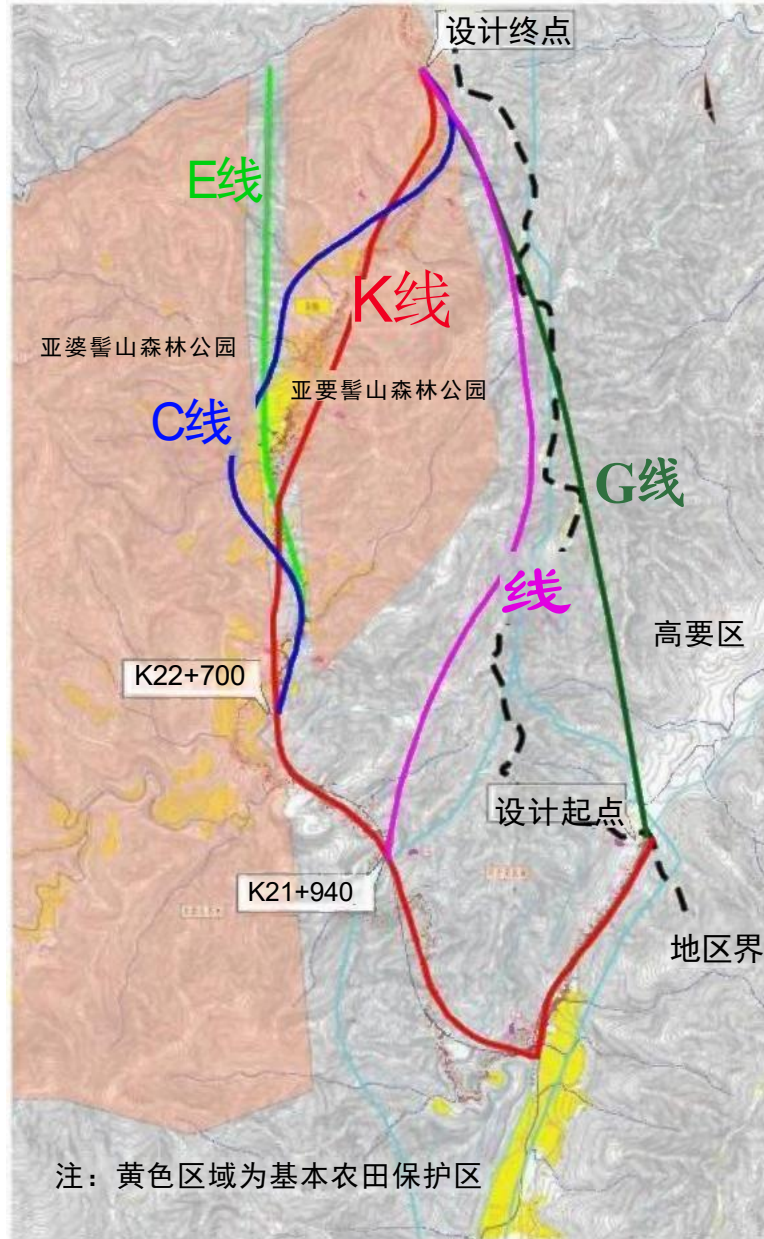 设计终点
E线
K线
亚婆髻山森林公园
亚要髻山森林公园
C线
G线
线
高要区
K22+700
设计起点
K21+940
地区界
注：黄色区域为基本农田保护区